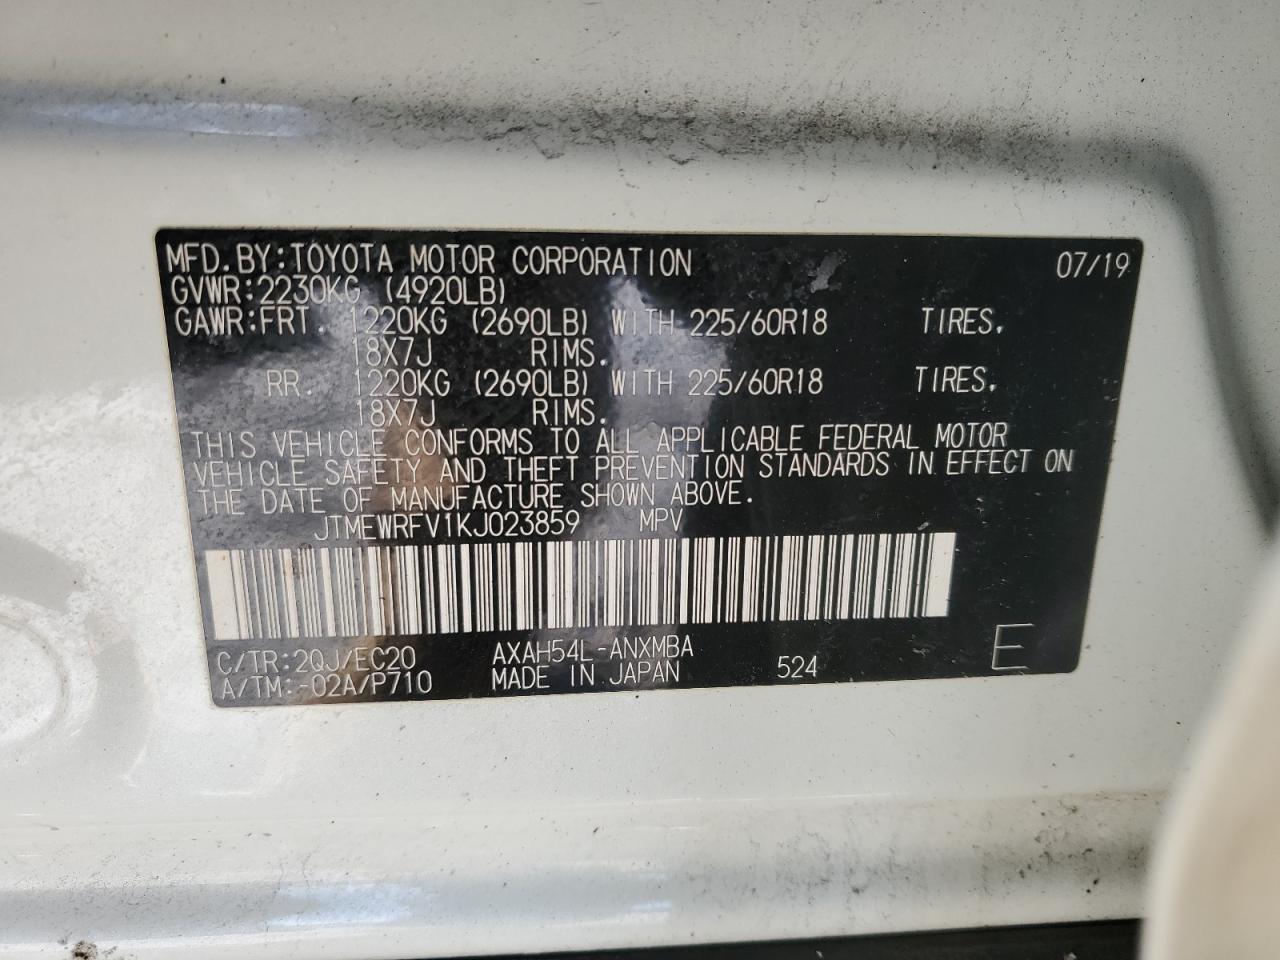 MFD.BY:TOYOTA MOTOR CORPORATION 07/19
GVWR:2230KG (4920LB)
GAWR:FRT. 1220KG (2690LB) WITH 225/60R18 TIRES.
18X7J RIMS.
RR. 1220KG (2690LB) WITH 225/60R18 TIRES.
18X7J RIMS.
THIS VEHICLE CONFORMS TO ALL APPLICABLE FEDERAL MOTOR
VEHICLE SAFETY AND THEFT PREVENTION STANDARDS IN EFFECT ON
THE DATE OF MANUFACTURE SHOWN ABOVE.
JTMEWRFV1KJ023859 MPV
C/TR:2QJ/EC20 AXAH54L-ANXMBA
A/TM:-02A/P710 MADE IN JAPAN 524 E